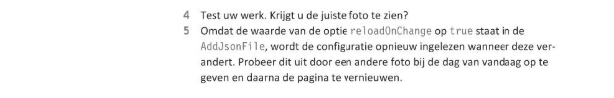 4 Test uw werk. Krijgt u de juiste foto te zien?
5 Omdat de waarde van de optie reloadOnChange op true staat in de
AddJsonFile, wordt de configuratie opnieuw ingelezen wanneer deze ver-
andert. Probeer dit uit door een andere foto bij de dag van vandaag op te
geven en daarna de pagina te vernieuwen.